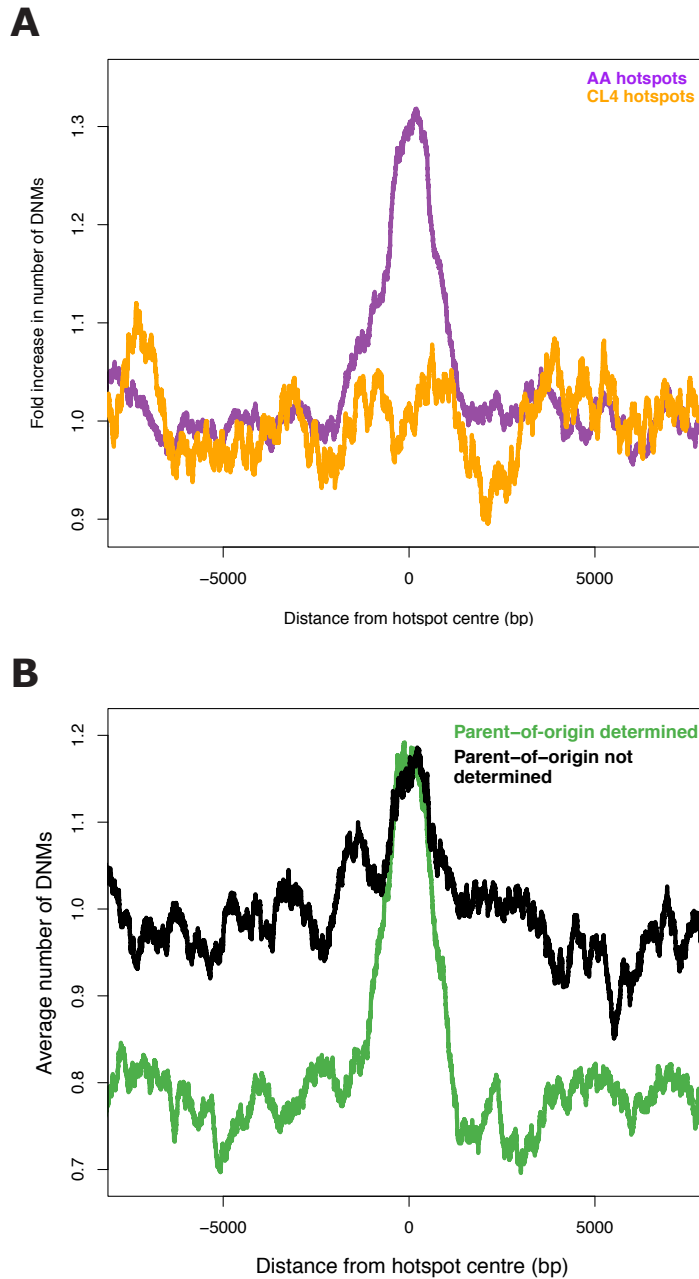 A
AA hotspots
CL4 hotspots
1.3
1.2
1.1
1.0
0.9
Fold increase in number of DNMs
−5000 0 5000
Distance from hotspot centre (bp)
B
Parent−of−origin determined
Parent−of−origin not
determined
1.2
1.1
1.0
0.9
0.8
0.7
Average number of DNMs
−5000 0 5000
Distance from hotspot centre (bp)